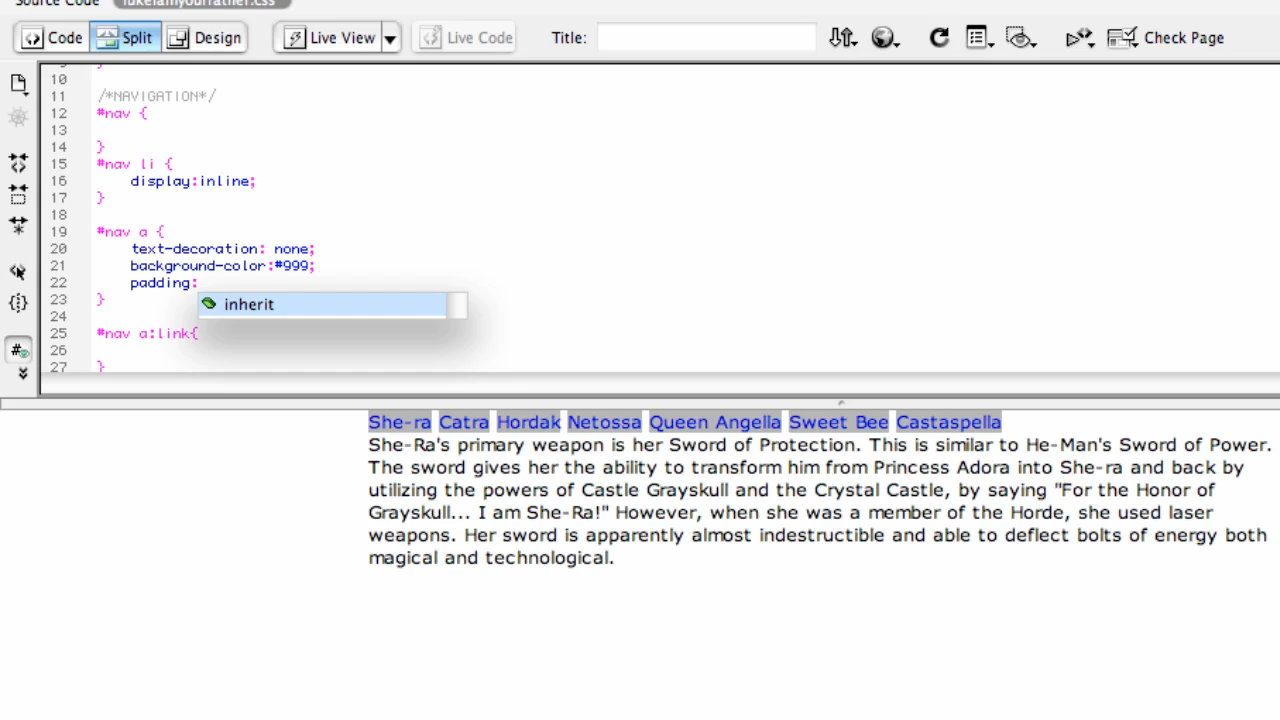 Source Code lukeiamyourfather.css
Code Split Design Live View Live Code Title: Check Page
9 }
10
11 /*NAVIGATION*/
12 #nav {
13
14 }
15 #nav li {
16 display:inline;
17 }
18
19 #nav a {
20 text-decoration: none;
21 background-color:#999;
22 padding:
23 }
inherit
24
25 #nav a:link{
26
27 }
She-ra Catra Hordak Netossa Queen Angella Sweet Bee Castaspella
She-Ra's primary weapon is her Sword of Protection. This is similar to He-Man's Sword of Power.
The sword gives her the ability to transform him from Princess Adora into She-ra and back by
utilizing the powers of Castle Grayskull and the Crystal Castle, by saying "For the Honor of
Grayskull... I am She-Ra!" However, when she was a member of the Horde, she used laser
weapons. Her sword is apparently almost indestructible and able to deflect bolts of energy both
magical and technological.